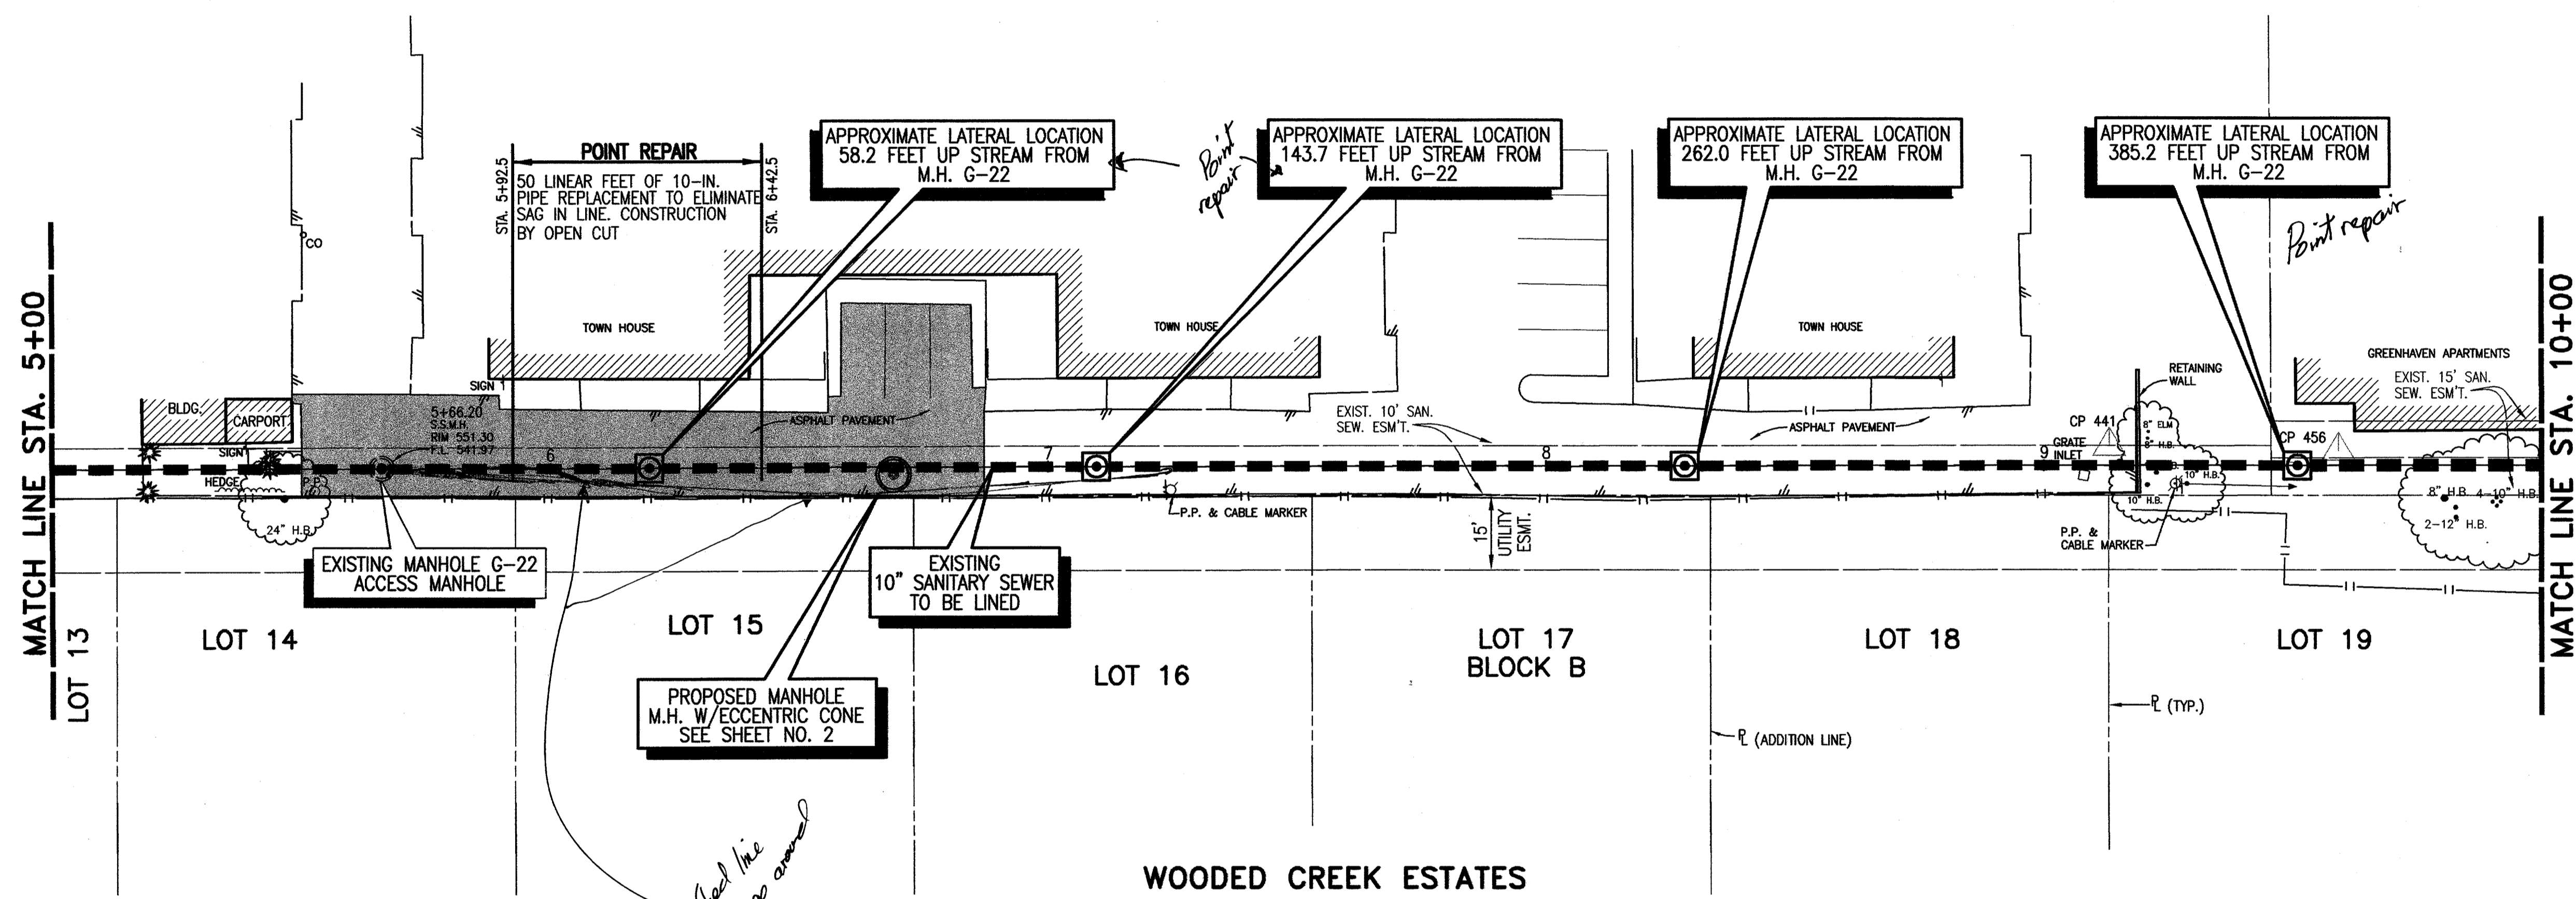 MATCH LINE STA. 5+00
LOT 13
POINT REPAIR
STA. 5+92.5
STA. 6+42.5
50 LINEAR FEET OF 10-IN.
PIPE REPLACEMENT TO ELIMINATE
SAG IN LINE. CONSTRUCTION
BY OPEN CUT
APPROXIMATE LATERAL LOCATION
58.2 FEET UP STREAM FROM
M.H. G-22
Point
repair
APPROXIMATE LATERAL LOCATION
143.7 FEET UP STREAM FROM
M.H. G-22
APPROXIMATE LATERAL LOCATION
262.0 FEET UP STREAM FROM
M.H. G-22
APPROXIMATE LATERAL LOCATION
385.2 FEET UP STREAM FROM
M.H. G-22
Point repair
CO
TOWN HOUSE
TOWN HOUSE
TOWN HOUSE
GREENHAVEN APARTMENTS
EXIST. 15' SAN.
SEW. ESM'T.
RETAINING
WALL
SIGN
BLDG.
CARPORT
5+66.20
S.S.M.H.
RIM 551.30
F.L. 541.97
ASPHALT PAVEMENT
EXIST. 10' SAN.
SEW. ESM'T.
ASPHALT PAVEMENT
CP 441
GRATE
INLET
8" ELM
8" H.B.
CP 456
SIGN
6
7
8
9
HEDGE
P.P.
10" H.B.
10" H.B.
24" H.B.
P.P. & CABLE MARKER
15'
UTILITY
ESMT.
P.P. &
CABLE MARKER
8" H.B.
4-10" H.B.
2-12" H.B.
EXISTING MANHOLE G-22
ACCESS MANHOLE
EXISTING
10" SANITARY SEWER
TO BE LINED
LOT 14
LOT 15
LOT 16
LOT 17
BLOCK B
LOT 18
LOT 19
PROPOSED MANHOLE
M.H. W/ECCENTRIC CONE
SEE SHEET NO. 2
PL (TYP.)
PL (ADDITION LINE)
line
around
WOODED CREEK ESTATES
MATCH LINE STA. 10+00